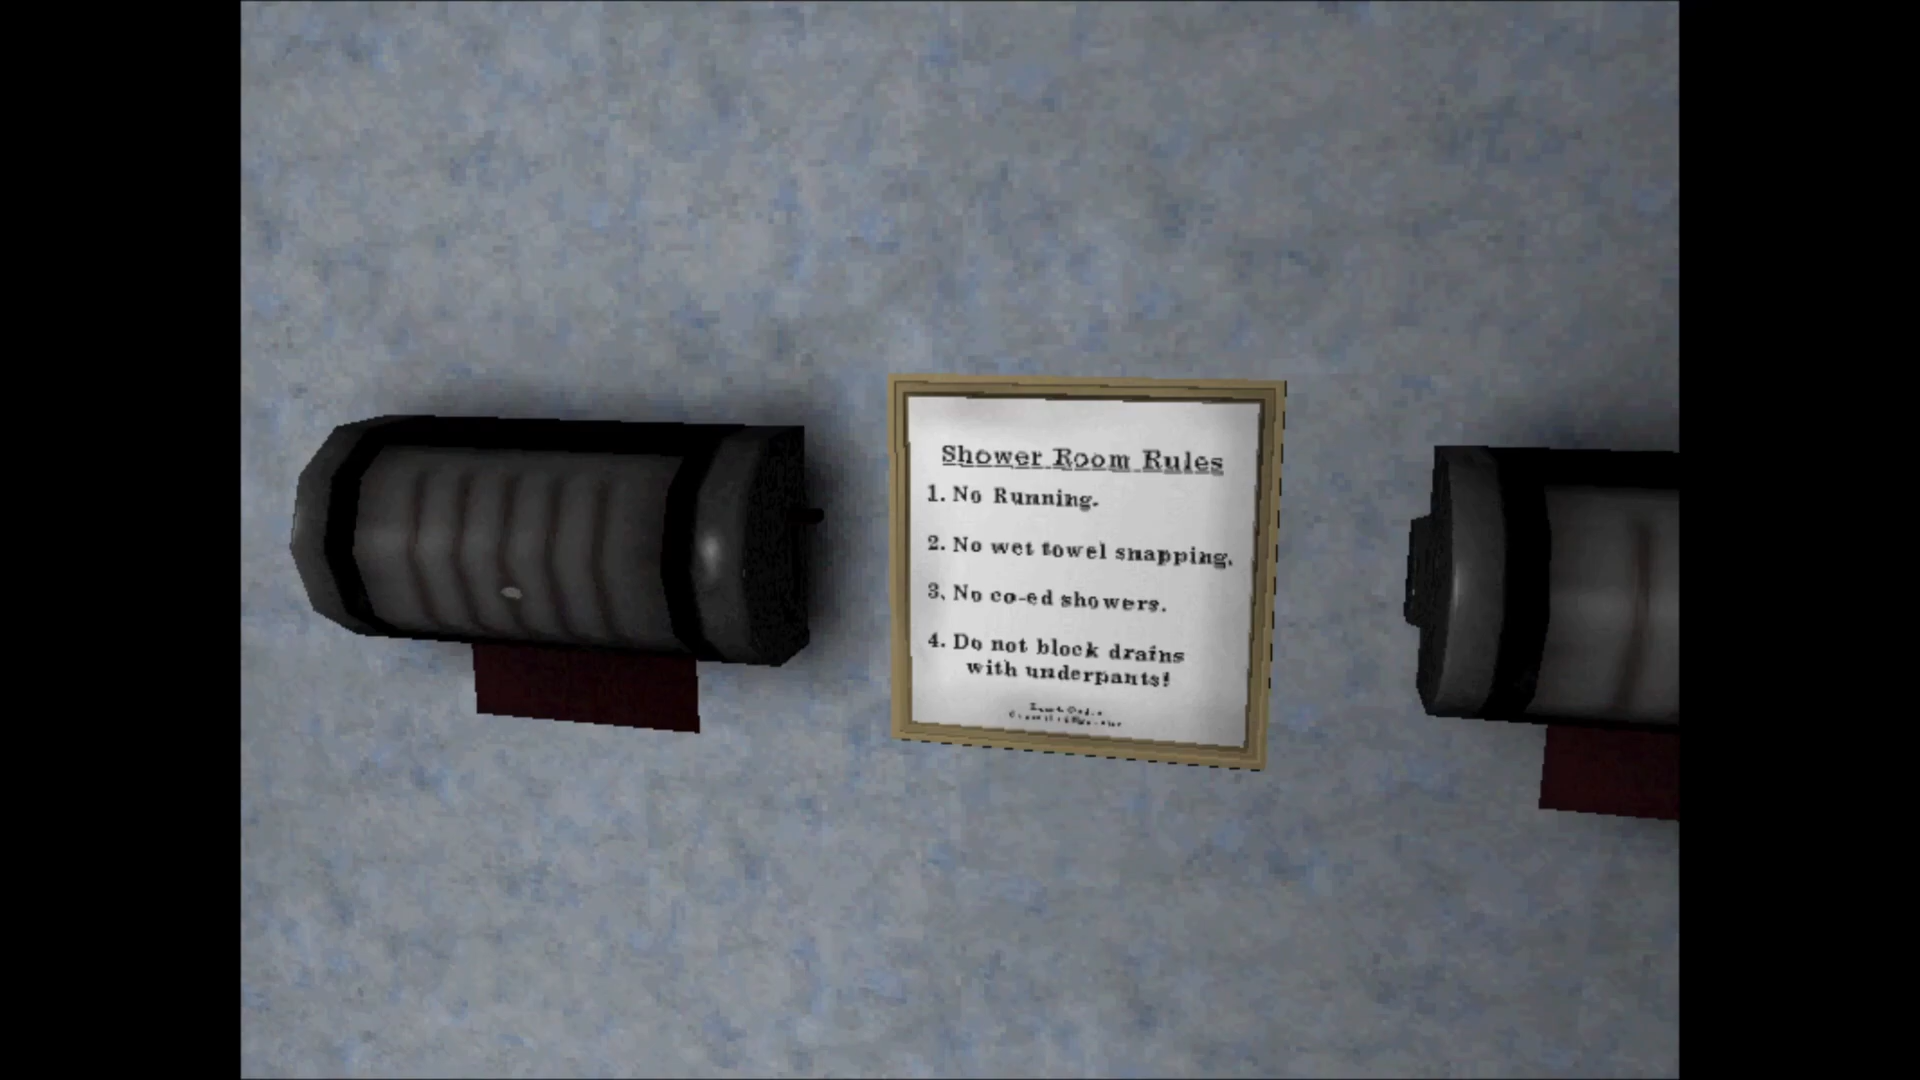 Shower Room Rules
1. No Running.
2. No wet towel snapping.
3. No co-ed showers.
4. Do not block drains
with underpants!